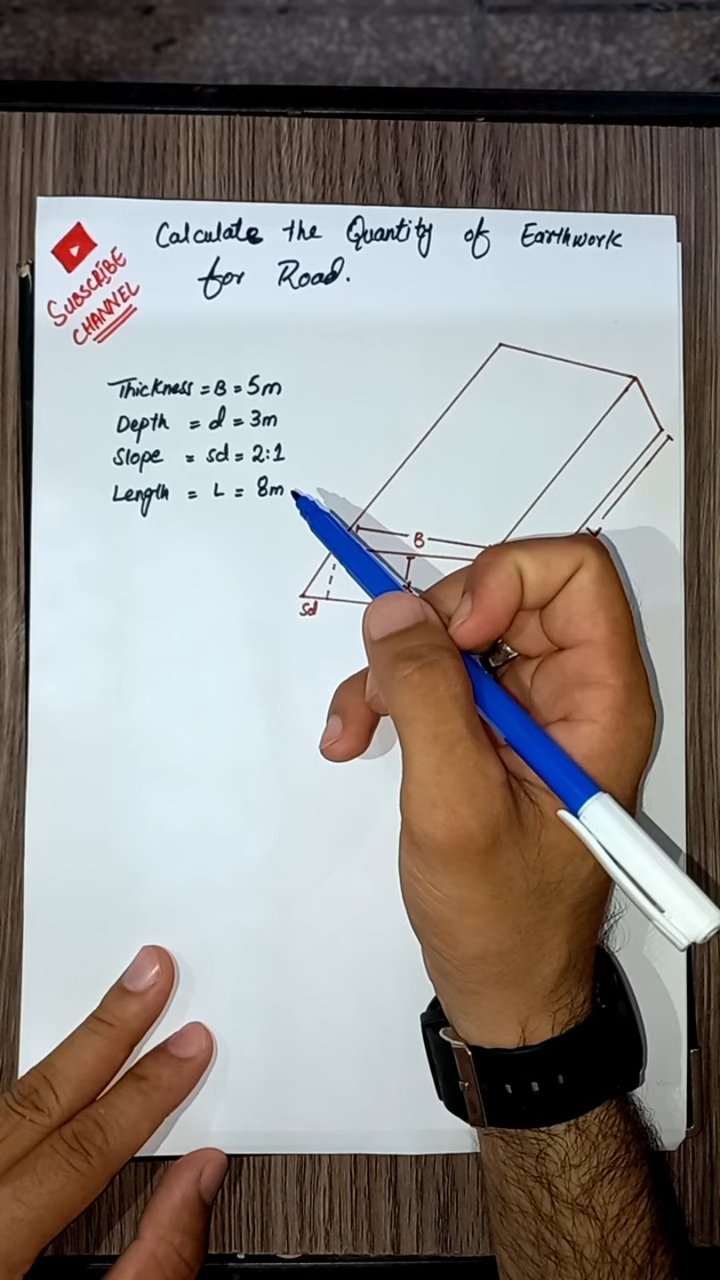 Calculate the Quantity of Earthwork
for Road.
SUBSCRIBE
CHANNEL
Thickness = B = 5m
Depth = d = 3m
Slope = sd = 2:1
Length = L = 8m
B
Sd